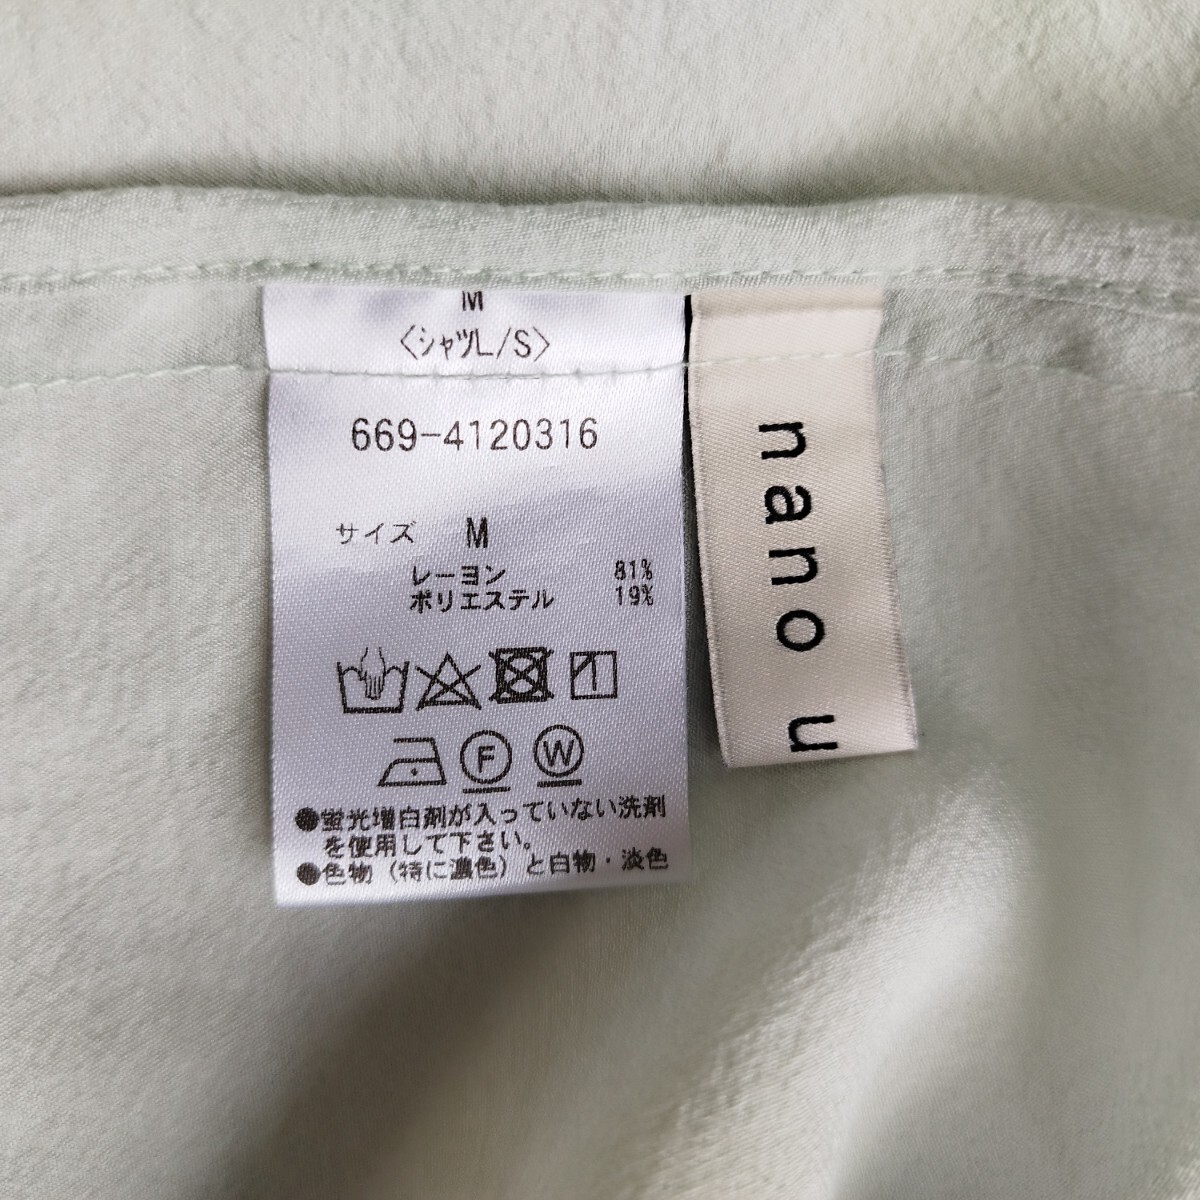 M
〈シャツL/S〉
669-4120316
サイズ M
レーヨン 81%
ポリエステル 19%
F W
●蛍光増白剤が入っていない洗剤
を使用して下さい。
●色物（特に濃色）と白物・淡色
nano u